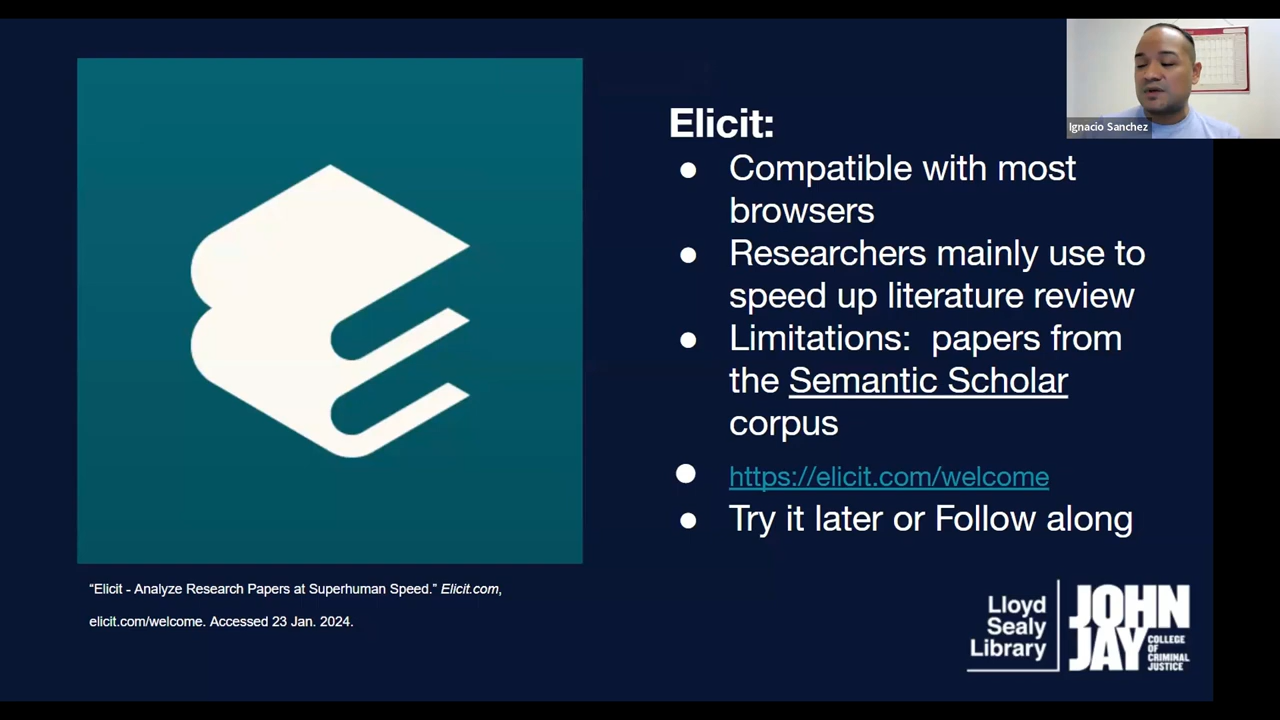 Ignacio Sanchez
Elicit:
● Compatible with most
browsers
● Researchers mainly use to
speed up literature review
● Limitations:  papers from
the Semantic Scholar
corpus
● https://elicit.com/welcome
● Try it later or Follow along
“Elicit - Analyze Research Papers at Superhuman Speed.” Elicit.com,
elicit.com/welcome. Accessed 23 Jan. 2024.
Lloyd
Sealy
Library
JOHN
JAY
COLLEGE
OF
CRIMINAL
JUSTICE